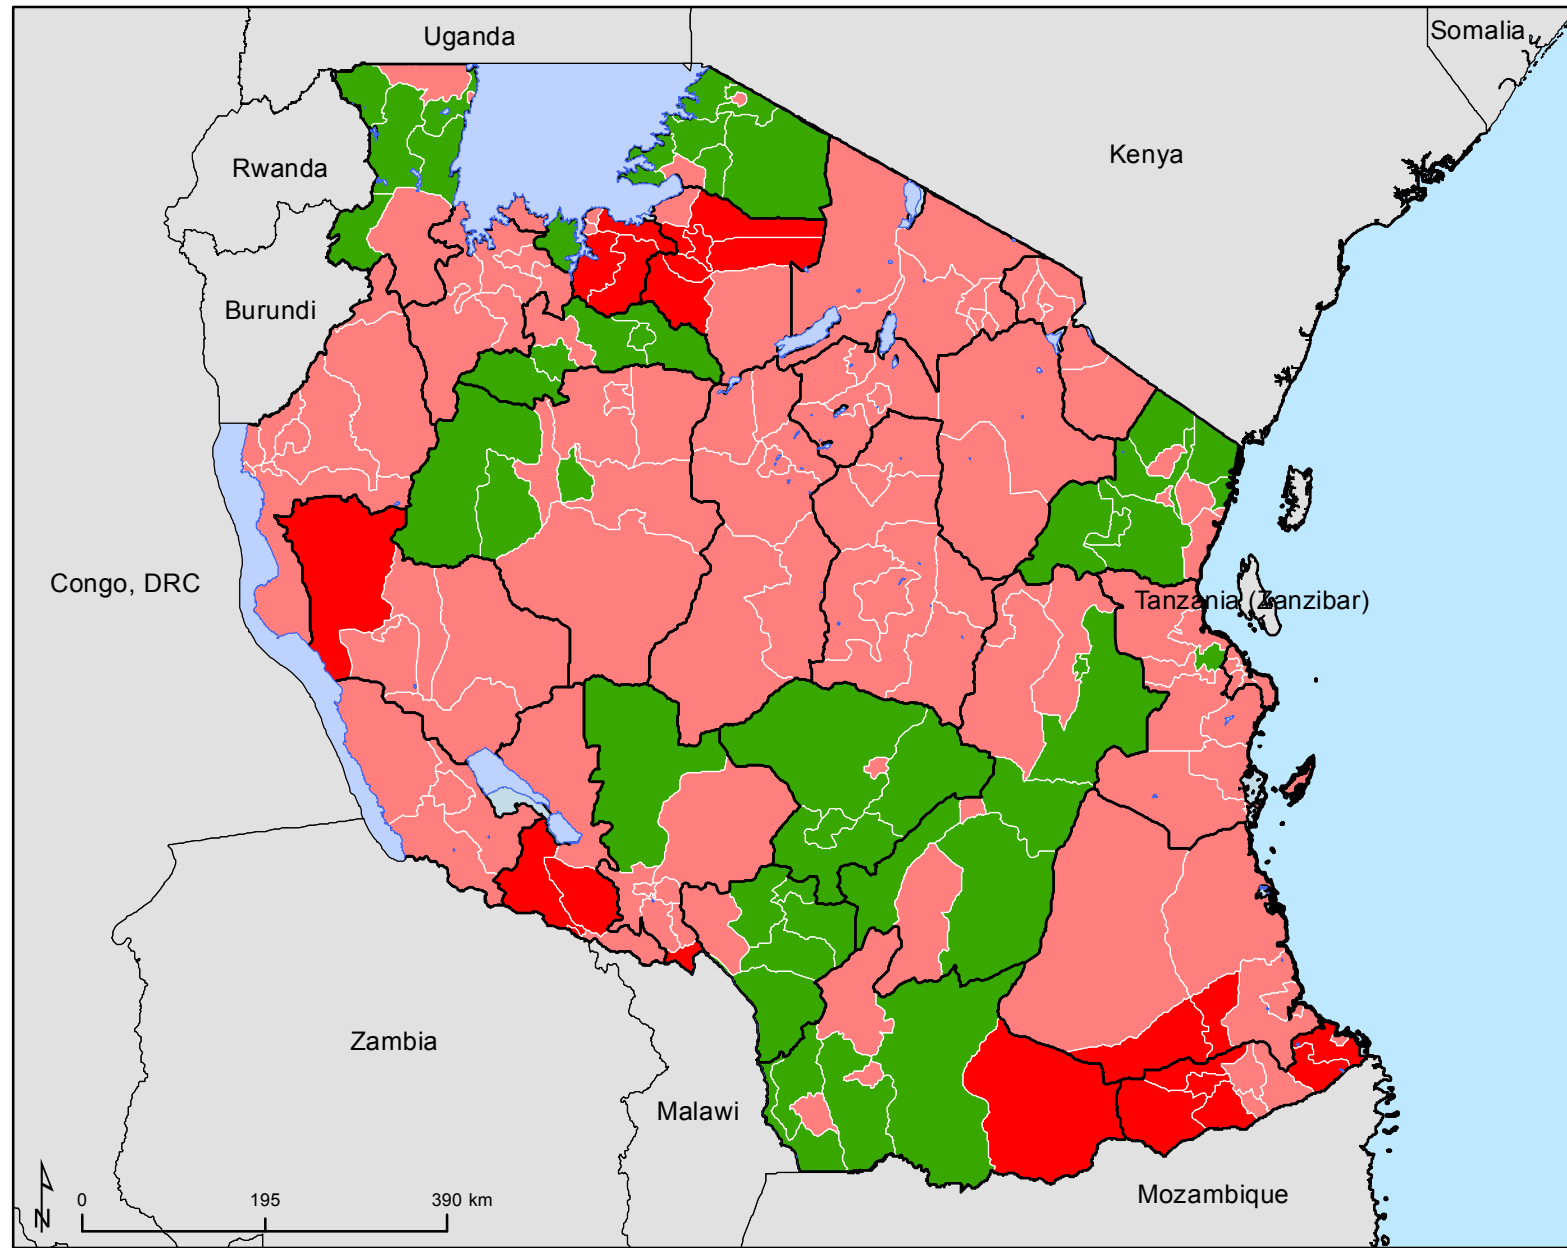 Uganda
Somalia
Kenya
Rwanda
Burundi
Congo, DRC
Tanzania (Zanzibar)
Zambia
Malawi
Mozambique
N
0 195 390 km